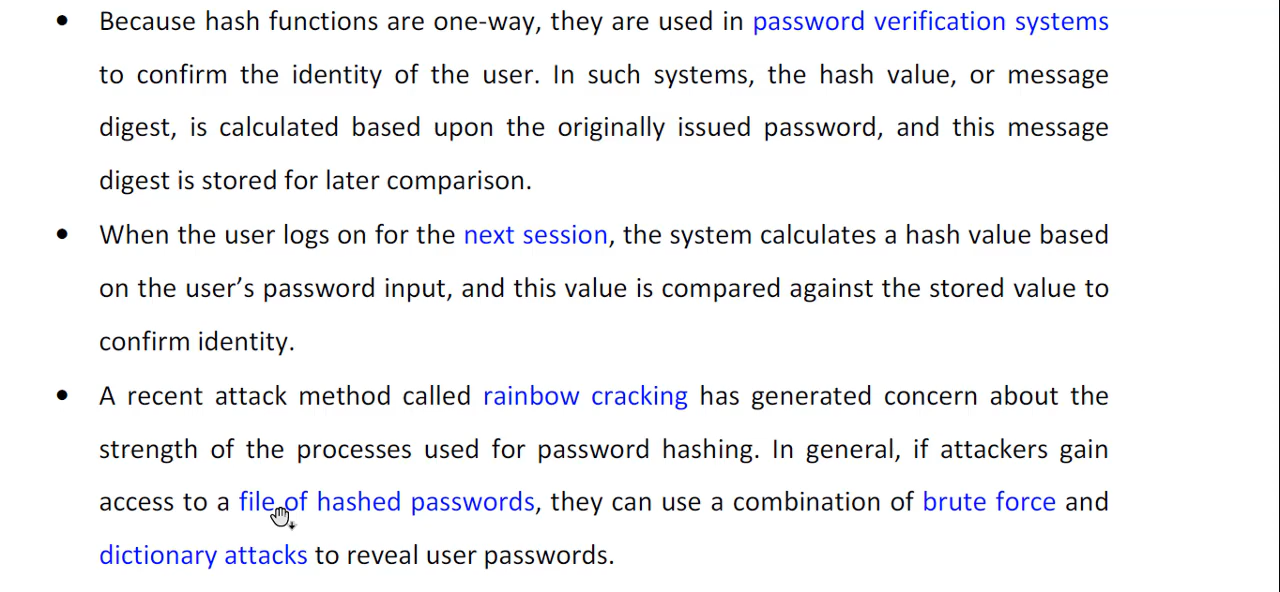 • Because hash functions are one-way, they are used in password verification systems
to confirm the identity of the user. In such systems, the hash value, or message
digest, is calculated based upon the originally issued password, and this message
digest is stored for later comparison.
• When the user logs on for the next session, the system calculates a hash value based
on the user’s password input, and this value is compared against the stored value to
confirm identity.
• A recent attack method called rainbow cracking has generated concern about the
strength of the processes used for password hashing. In general, if attackers gain
access to a file of hashed passwords, they can use a combination of brute force and
dictionary attacks to reveal user passwords.